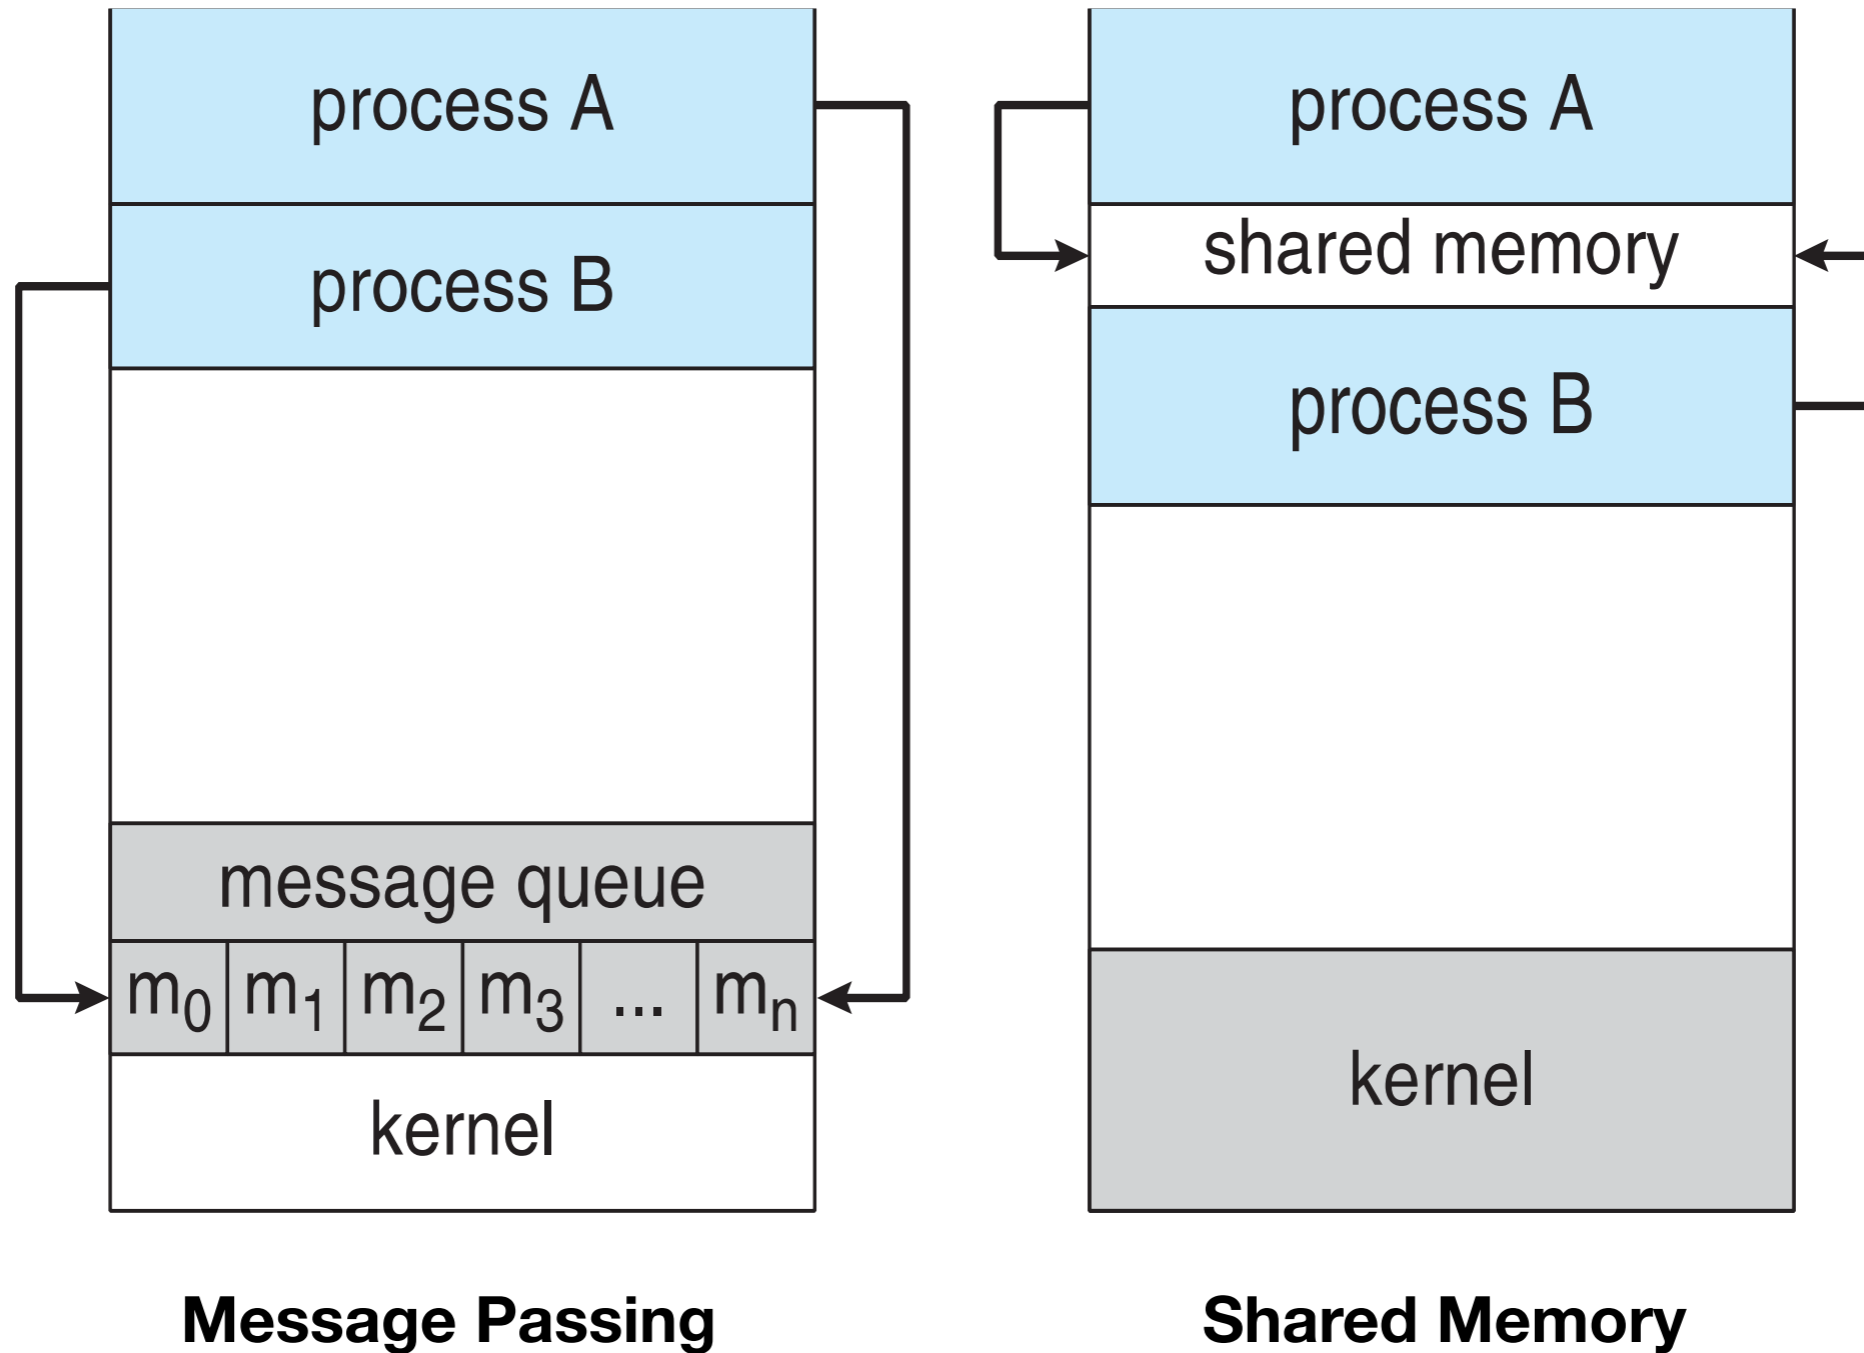 process A
process B
message queue
m0 m1 m2 m3 ... mn
kernel
Message Passing
process A
shared memory
process B
kernel
Shared Memory